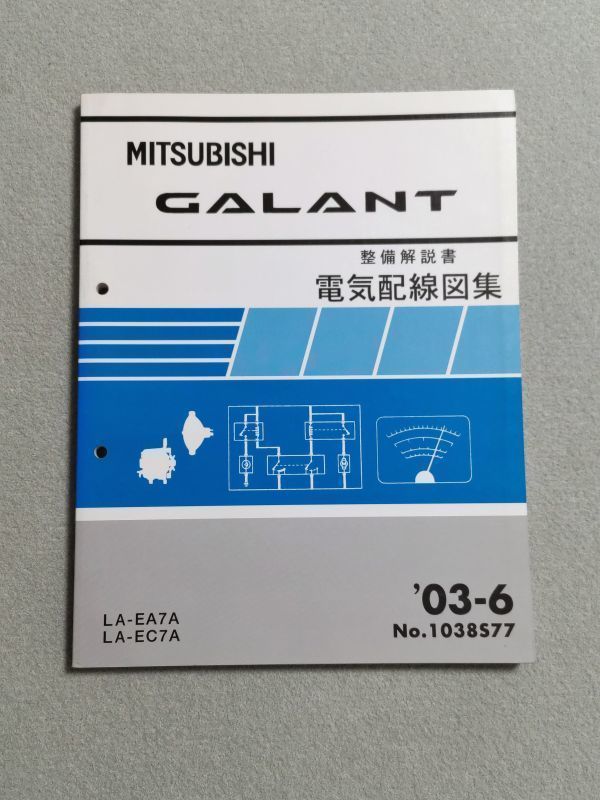 MITSUBISHI
GALANT
整備解説書
電気配線図集
LA-EA7A
LA-EC7A
'03-6
No.1038S77